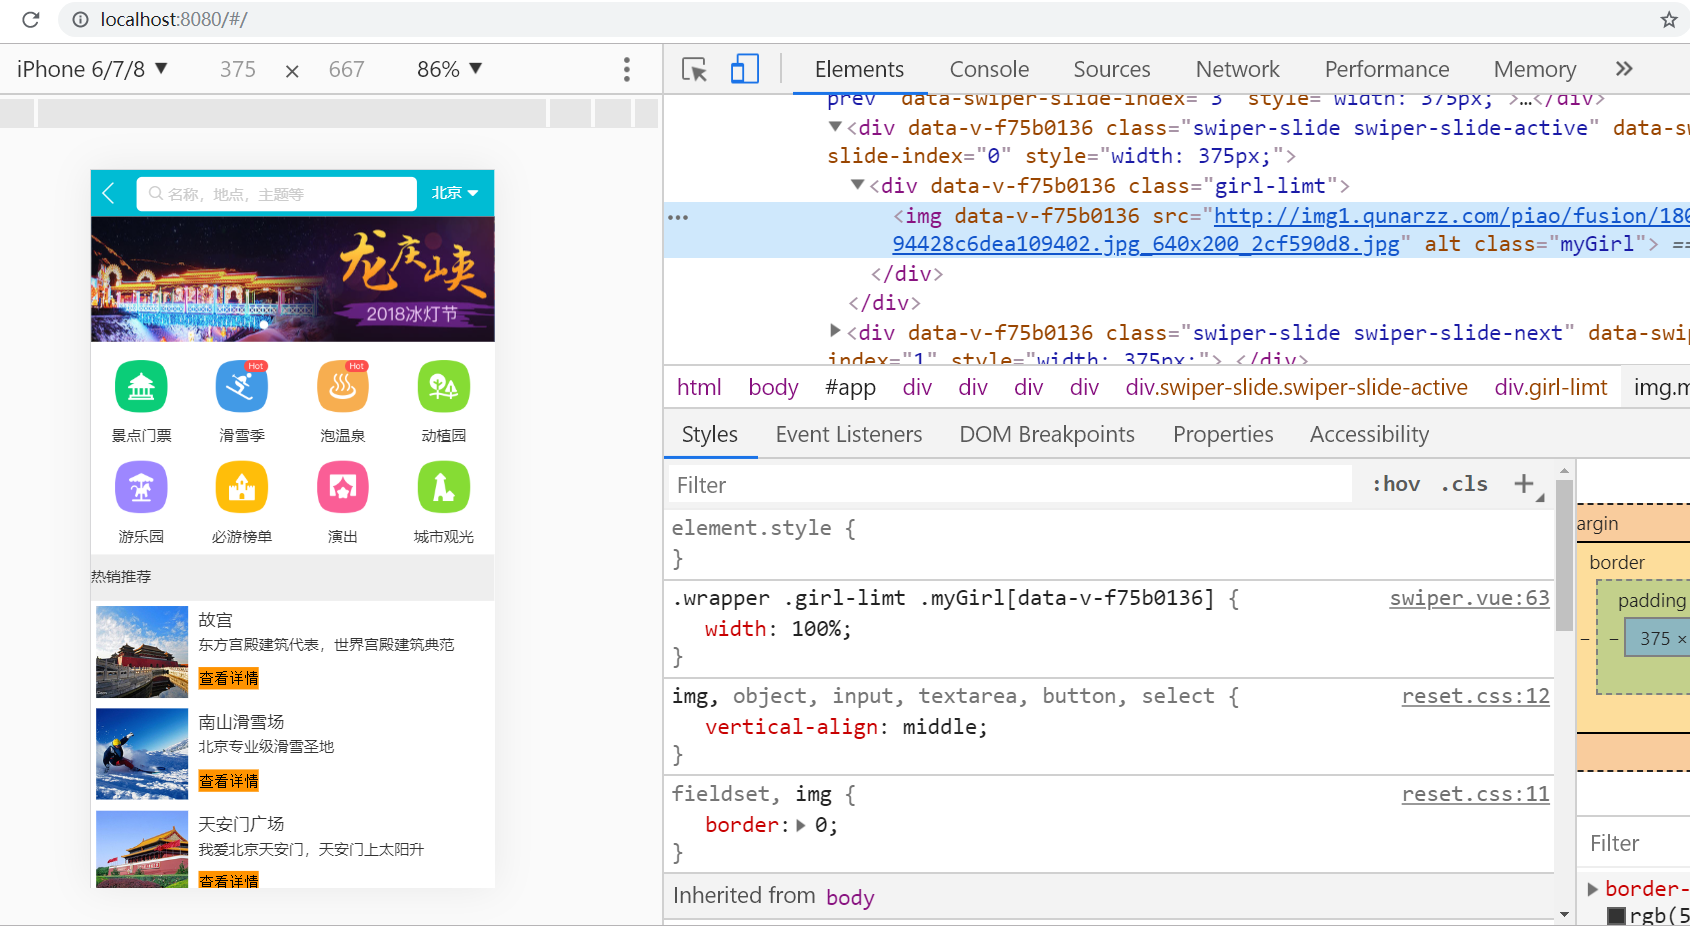 localhost:8080/#/
iPhone 6/7/8 ▼ 375 × 667 86% ▼
Elements Console Sources Network Performance Memory »
名称，地点，主题等 北京
龙庆峡
2018冰灯节
Hot Hot
景点门票 滑雪季 泡温泉 动植园
游乐园 必游榜单 演出 城市观光
热销推荐
故宫
东方宫殿建筑代表，世界宫殿建筑典范
查看详情
南山滑雪场
北京专业级滑雪圣地
查看详情
天安门广场
我爱北京天安门，天安门上太阳升
查看详情
prev" data-swiper-slide-index="3" style="width: 375px;">…</div>
▼<div data-v-f75b0136 class="swiper-slide swiper-slide-active" data-sw
slide-index="0" style="width: 375px;">
▼<div data-v-f75b0136 class="girl-limt">
… <img data-v-f75b0136 src="http://img1.qunarzz.com/piao/fusion/180
94428c6dea109402.jpg_640x200_2cf590d8.jpg" alt class="myGirl"> ==
</div>
</div>
▶<div data-v-f75b0136 class="swiper-slide swiper-slide-next" data-swip
index="1" style="width: 375px;"> </div>
html body #app div div div div div.swiper-slide.swiper-slide-active div.girl-limt img.m
Styles Event Listeners DOM Breakpoints Properties Accessibility
Filter :hov .cls +
element.style {
}
.wrapper .girl-limt .myGirl[data-v-f75b0136] { swiper.vue:63
width: 100%;
}
img, object, input, textarea, button, select { reset.css:12
vertical-align: middle;
}
fieldset, img { reset.css:11
border:▶ 0;
}
Inherited from body
argin
border
padding
– – 375 ×
Filter
▶ border-
rgb(5